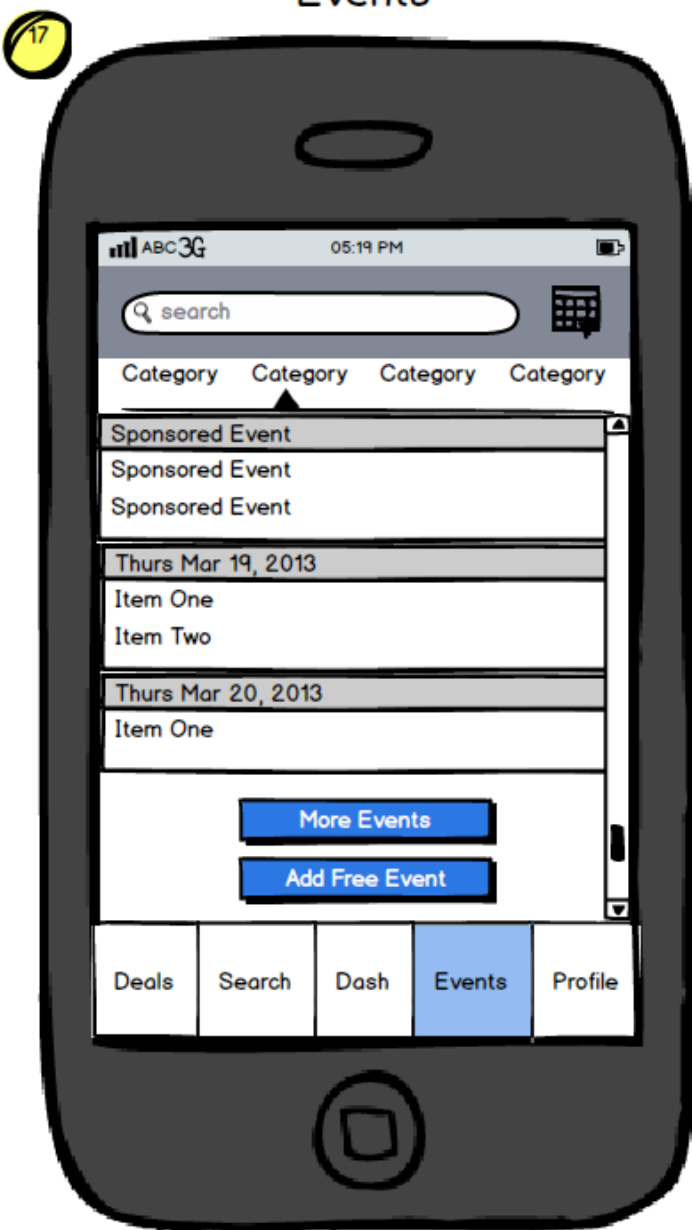 Events
17
ABC 3G 05:19 PM
search
Category Category Category Category
Sponsored Event
Sponsored Event
Sponsored Event
Thurs Mar 19, 2013
Item One
Item Two
Thurs Mar 20, 2013
Item One
More Events
Add Free Event
Deals Search Dash Events Profile